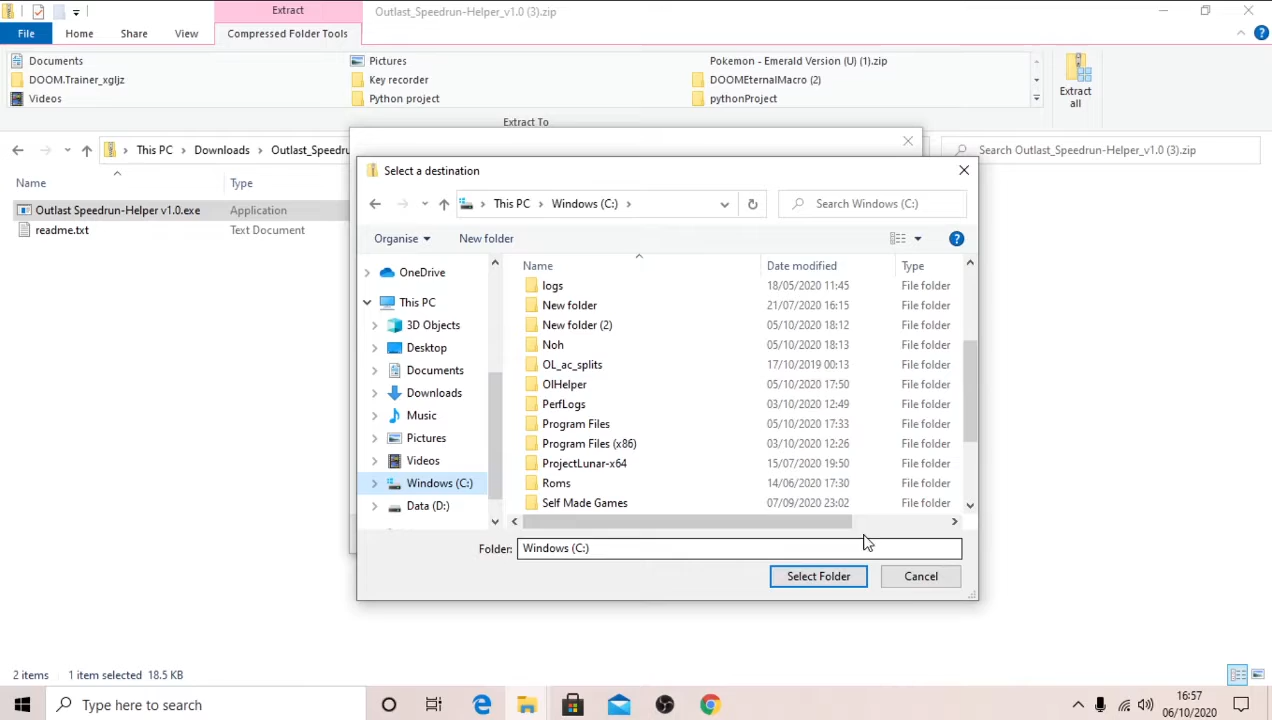 Extract
Outlast_Speedrun-Helper_v1.0 (3).zip
File Home Share View Compressed Folder Tools
Documents Pictures Pokemon - Emerald Version (U) (1).zip
DOOM.Trainer_xgljz Key recorder DOOMEternalMacro (2)
Videos Python project pythonProject
Extract all
Extract To
This PC Downloads Outlast_Speedru
Search Outlast_Speedrun-Helper_v1.0 (3).zip
Name Type
Outlast Speedrun-Helper v1.0.exe Application
readme.txt Text Document
Select a destination
This PC Windows (C:) Search Windows (C:)
Organise New folder
OneDrive
This PC
3D Objects
Desktop
Documents
Downloads
Music
Pictures
Videos
Windows (C:)
Data (D:)
Name Date modified Type
logs 18/05/2020 11:45 File folder
New folder 21/07/2020 16:15 File folder
New folder (2) 05/10/2020 18:12 File folder
Noh 05/10/2020 18:13 File folder
OL_ac_splits 17/10/2019 00:13 File folder
OlHelper 05/10/2020 17:50 File folder
PerfLogs 03/10/2020 12:49 File folder
Program Files 05/10/2020 17:33 File folder
Program Files (x86) 03/10/2020 12:26 File folder
ProjectLunar-x64 15/07/2020 19:50 File folder
Roms 14/06/2020 17:30 File folder
Self Made Games 07/09/2020 23:02 File folder
Folder: Windows (C:)
Select Folder Cancel
2 items 1 item selected 18.5 KB
Type here to search
16:57
06/10/2020